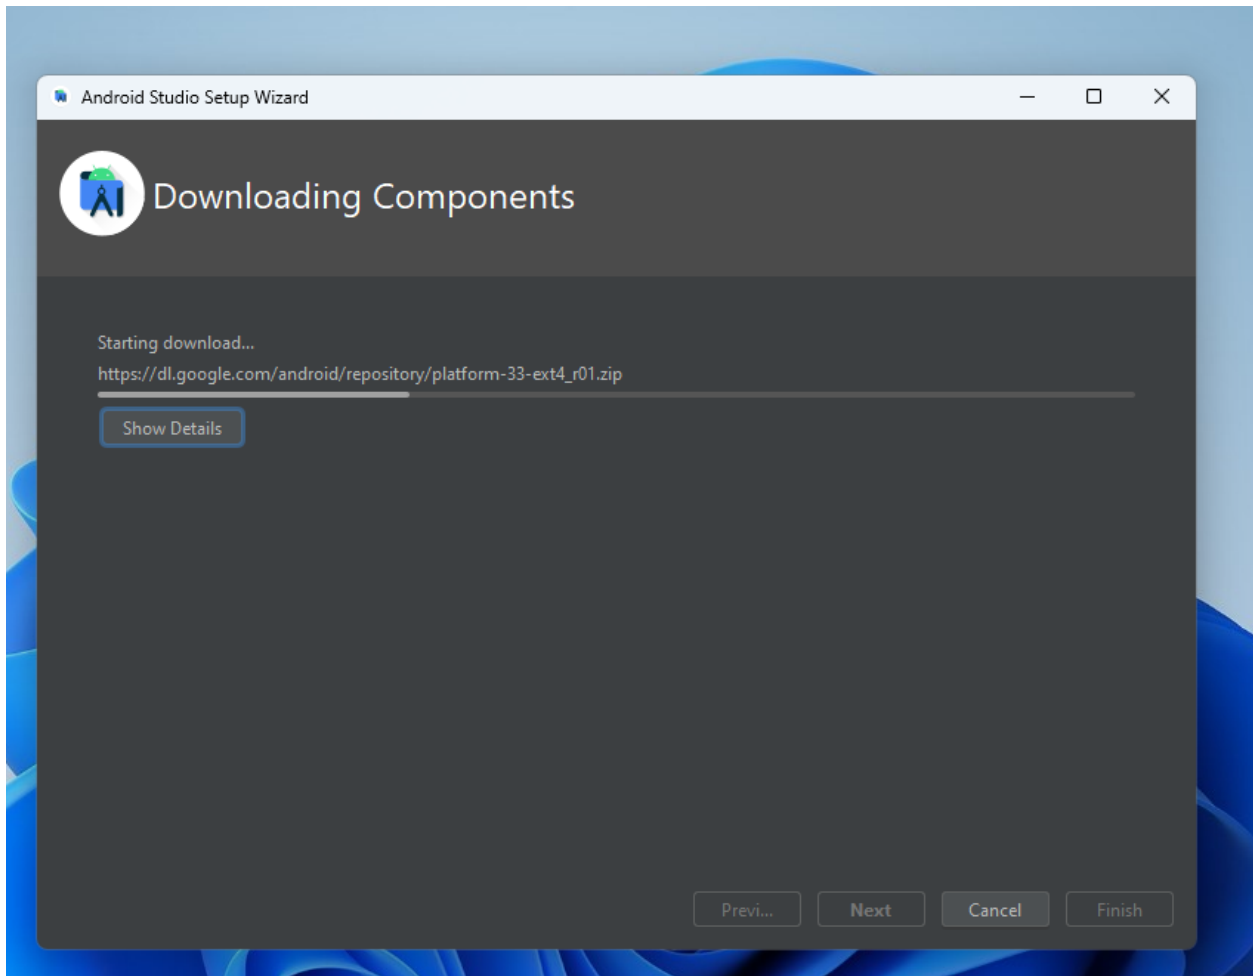 Android Studio Setup Wizard
Downloading Components
Starting download...
https://dl.google.com/android/repository/platform-33-ext4_r01.zip
Show Details
Previ...
Next
Cancel
Finish